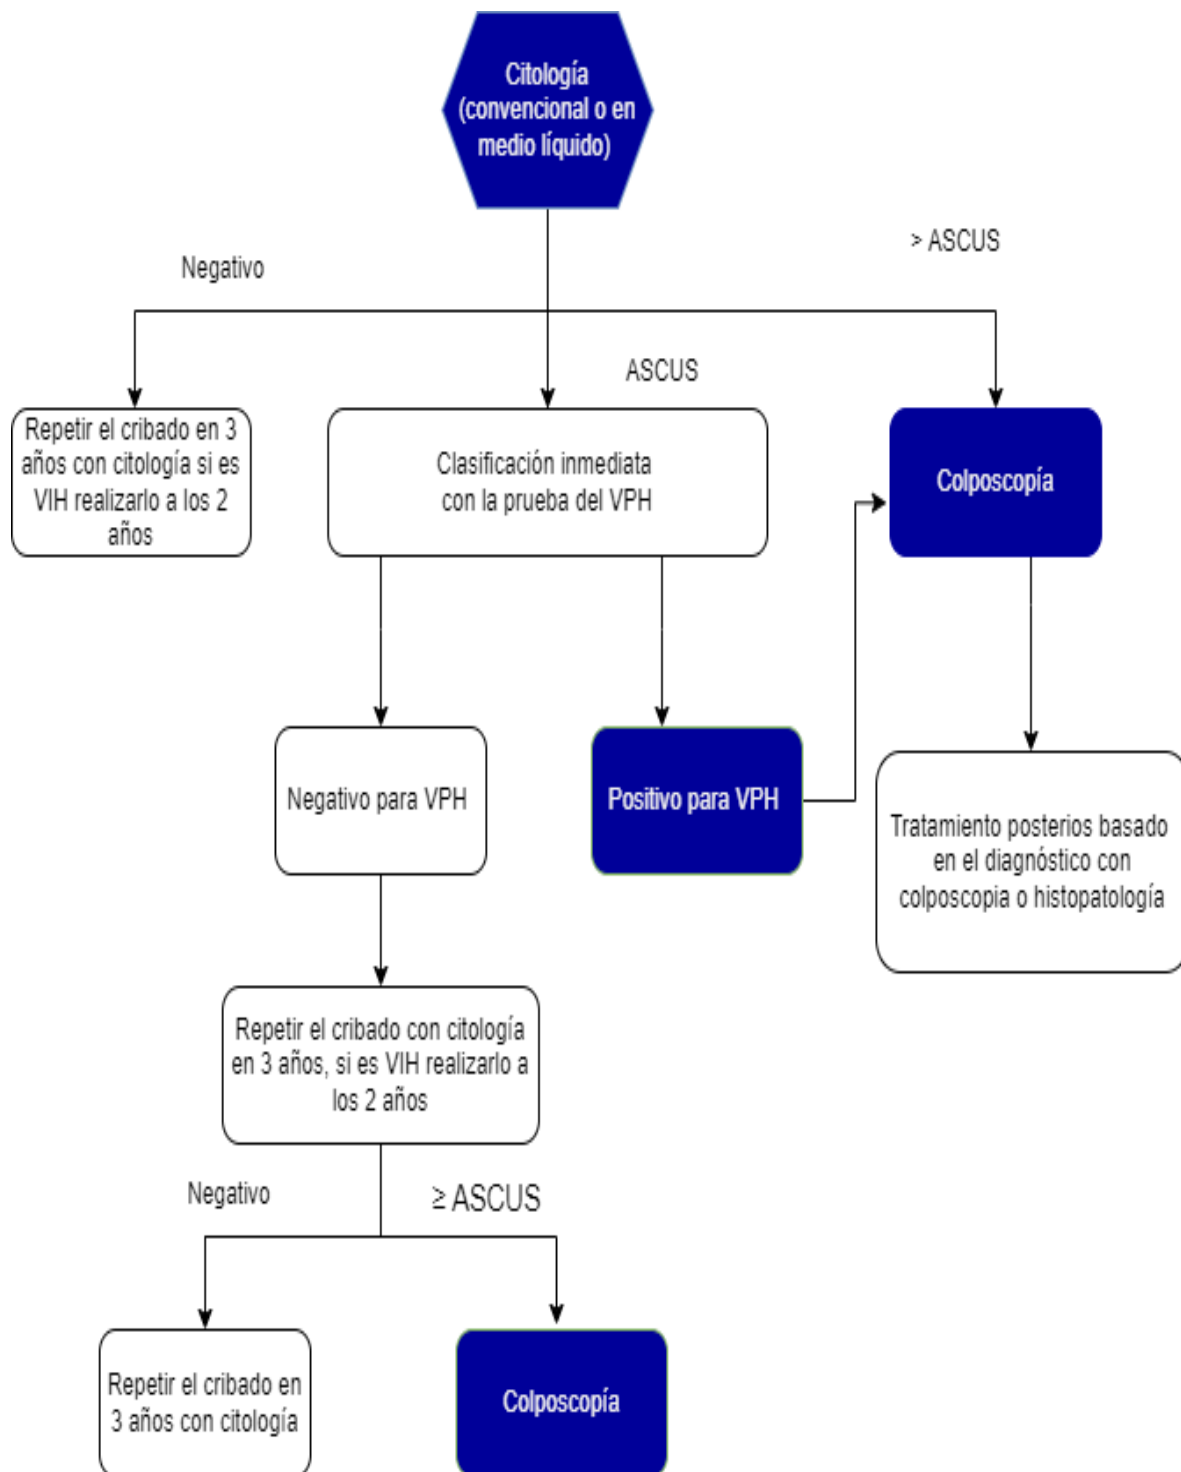 Citología
(convencional o en
medio líquido)
> ASCUS
Negativo
ASCUS
Repetir el cribado en 3
años con citología si es
VIH realizarlo a los 2
años
Clasificación inmediata
con la prueba del VPH
Colposcopía
Negativo para VPH
Positivo para VPH
Tratamiento posterios basado
en el diagnóstico con
colposcopia o histopatología
Repetir el cribado con citología
en 3 años, si es VIH realizarlo a
los 2 años
Negativo
≥ ASCUS
Repetir el cribado en
3 años con citología
Colposcopía